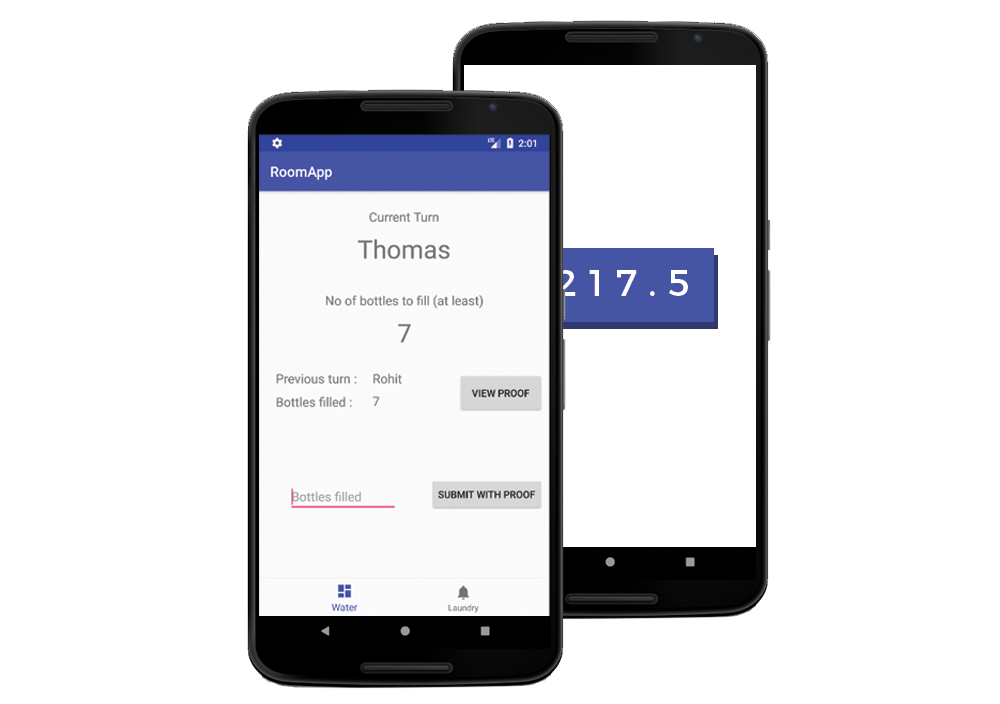 2:01
RoomApp
Current Turn
Thomas
No of bottles to fill (at least)
7
Previous turn : Rohit
Bottles filled : 7
VIEW PROOF
Bottles filled
SUBMIT WITH PROOF
Water
Laundry
217.5